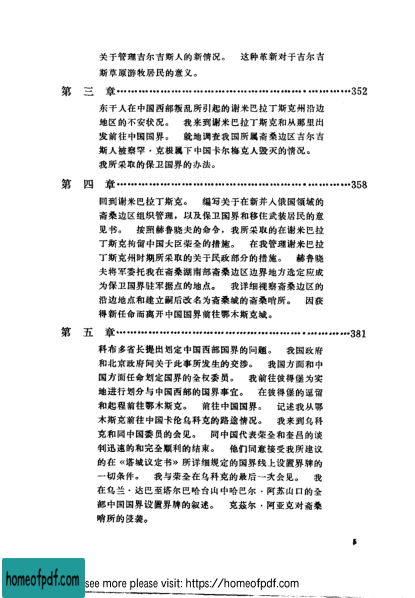 关于管理吉尔吉斯人的新情况。 这种革新对于吉尔吉
斯草原游牧居民的意义。
第 三 章……………………………………………………352
东干人在中国西部叛乱所引起的谢米巴拉丁斯克州沿边
地区的不安状况。 我来到谢米巴拉丁斯克和从那里出
发前往中国国界。 就地调查我国所属斋桑边区吉尔吉
斯人被察罕·克根属下中国卡尔梅克人毁灭的情况。
我所采取的保卫国界的办法。
第 四 章……………………………………………………358
回到谢米巴拉丁斯克。 编写关于在新并入俄国领域的
斋桑边区组织管理,以及保卫国界和移住武装居民的意
见书。 按照赫鲁晓夫的命令,我所采取的在谢米巴拉
丁斯克拘留中国大臣荣全的措施。 在我管理谢米巴拉
丁斯克州时期所采取的关于民政部分的措施。 赫鲁晓
夫将军委托我在斋桑湖南部斋桑边区边界地方选定应成
为保卫国界驻军据点的地点。 我详细视察斋桑边区的
沿边地点和建立嗣后改名为斋桑城的斋桑哨所。 因获
得新任命而离开中国国界前往鄂木斯克城。
第 五 章……………………………………………………381
科布多省长提出划定中国西部国界的问题。 我国政府
和北京政府间关于此事所发生的交涉。 我国方面和中
国方面任命划定国界的全权委员。 我前往彼得堡为实
地进行划分与中国西部的国界事宜。 在彼得堡的逗留
和起程前往鄂木斯克。 前往中国国界。 记述我从鄂
木斯克前往中国卡伦乌科克的路途情况。 我来到乌科
克和同中国委员的会见。 同中国代表荣全和奎昌的谈
判迅速的和完全顺利的结束。 他们同意接受我所建议
的在《塔城议定书》所详细规定的国界线上设置界牌的
一切条件。 我与荣全在乌科克的最后一次会见。 我
在乌兰·达巴至塔尔巴哈台山中哈巴尔·阿苏山口的全
部中国国界设置界牌的叙述。 克兹尔·阿亚克对斋桑
哨所的侵袭。
5
homeofpdf.com
see more please visit: https://homeofpdf.com